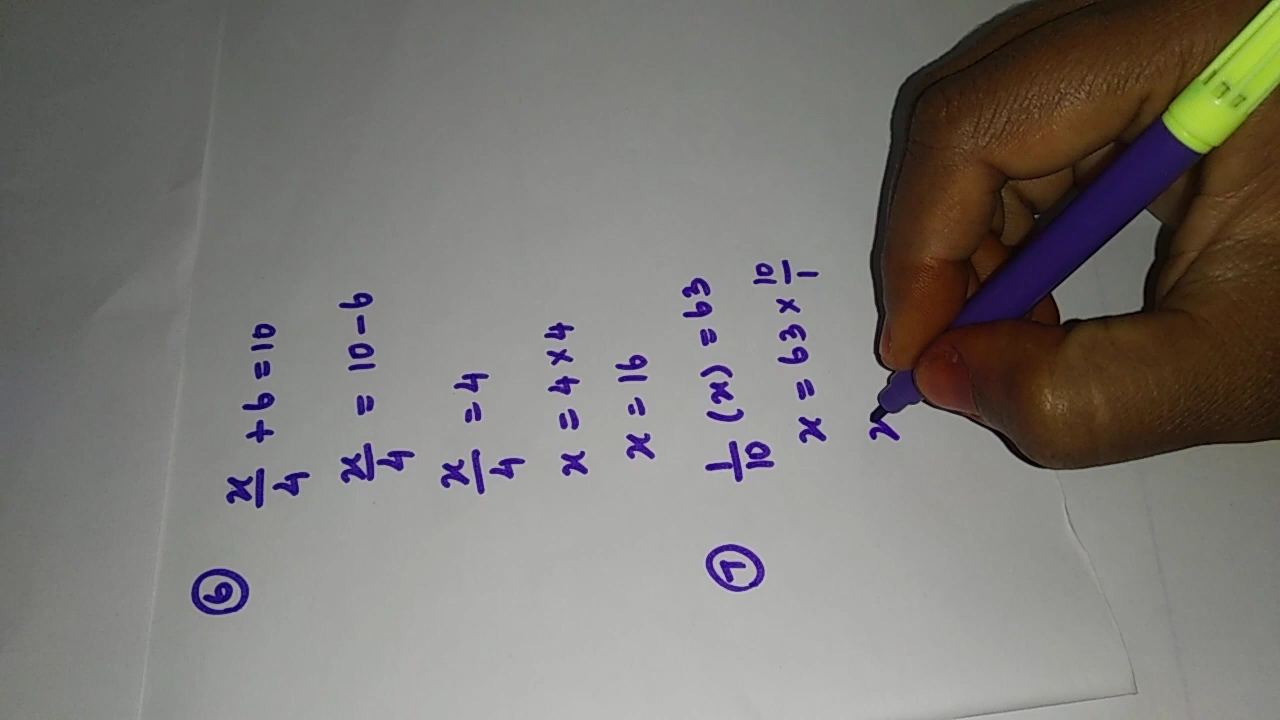 ⑥ x/4 + 6 = 10
x/4 = 10 - 6
x/4 = 4
x = 4 × 4
x = 16
⑦ 1/10 (x) = 63
x = 63 × 10/1
x